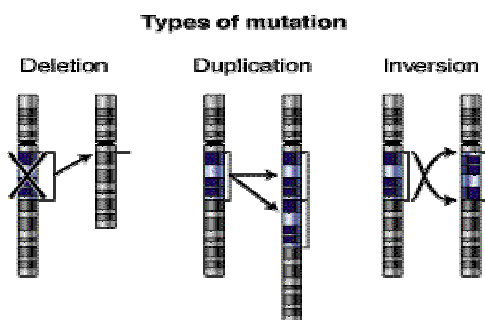 Types of mutation
Deletion
Duplication
Inversion